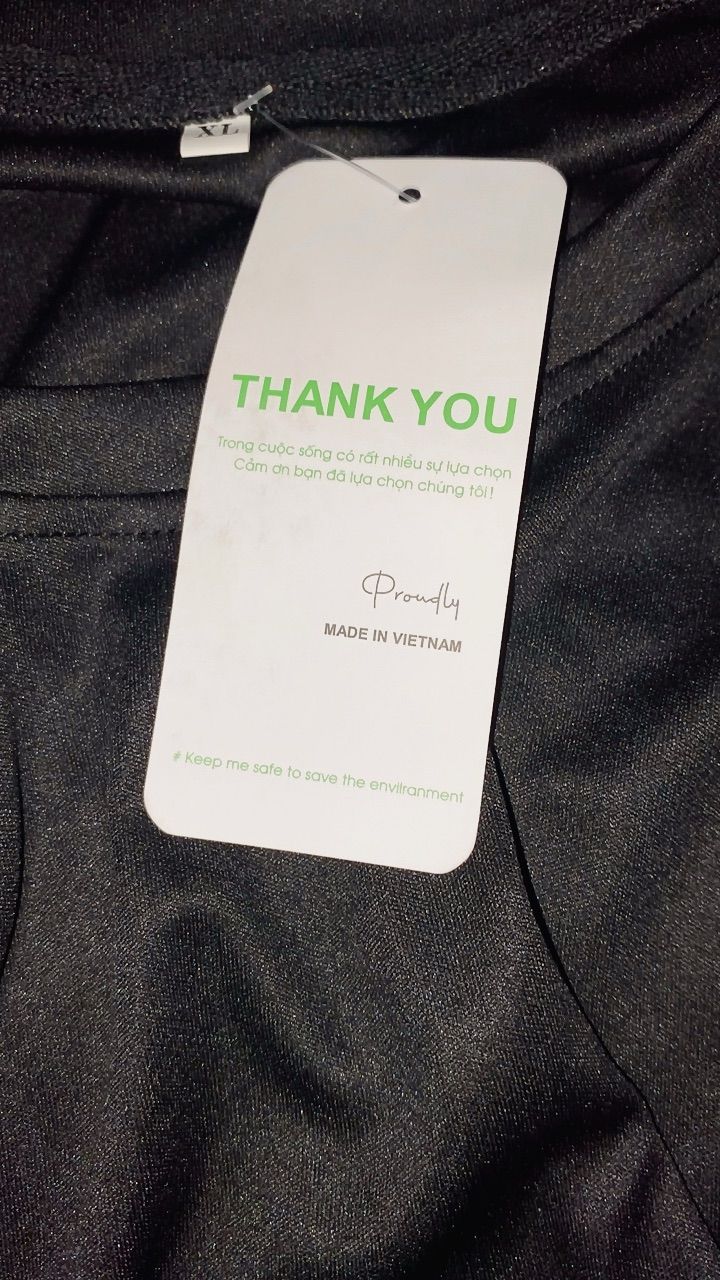 XL
THANK YOU
Trong cuộc sống có rất nhiều sự lựa chọn
Cảm ơn bạn đã lựa chọn chúng tôi!
Proudly
MADE IN VIETNAM
# Keep me safe to save the enviiranment